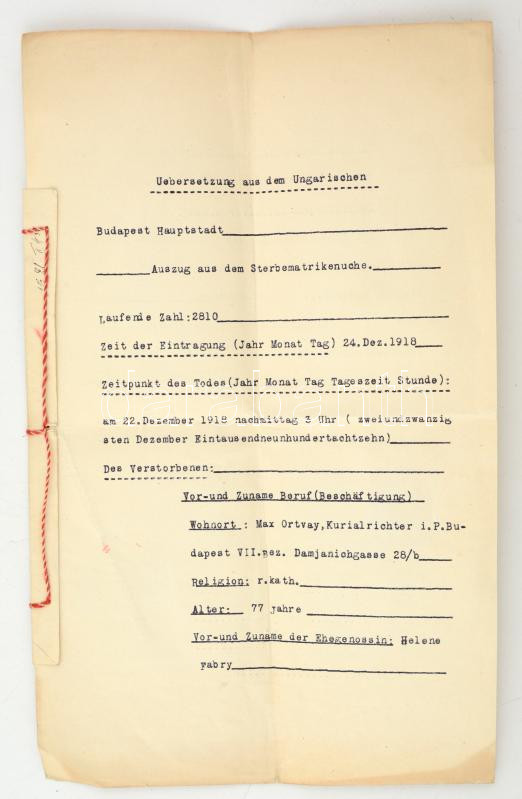 Uebersetzung aus dem Ungarischen
Budapest Hauptstadt
Auszug aus dem Sterbematrikenuche.
Laufende Zahl:2810
Zeit der Eintragung (Jahr Monat Tag) 24.Dez.1918
Zeitpunkt des Todes(Jahr Monat Tag Tageszeit Stunde):
am 22.Dezember 1918 nachmittag 3 Uhr ( zweiundzwanzig
sten Dezember Eintausendneunhundertachtzehn)
Des Verstorbenen:
Vor-und Zuname Beruf(Beschäftigung)
Wohnort : Max Ortvay,Kurialrichter i.P.Bu-
dapest VII.Bez. Damjanichgasse 28/b
Religion: r.kath.
Alter: 77 Jahre
Vor-und Zuname der Ehegenossin: Helene
Fabry